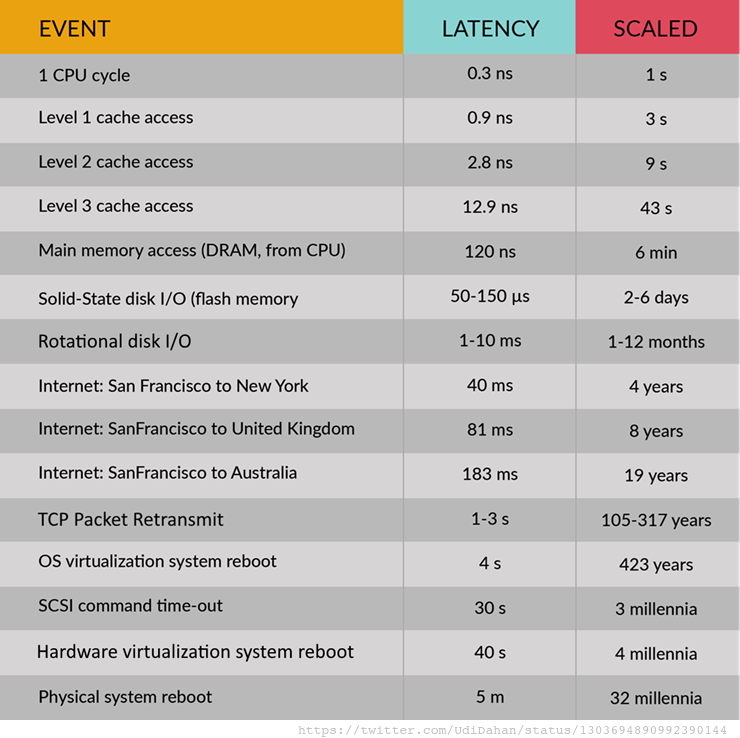 EVENT LATENCY SCALED
1 CPU cycle 0.3 ns 1 s
Level 1 cache access 0.9 ns 3 s
Level 2 cache access 2.8 ns 9 s
Level 3 cache access 12.9 ns 43 s
Main memory access (DRAM, from CPU) 120 ns 6 min
Solid-State disk I/O (flash memory 50-150 μs 2-6 days
Rotational disk I/O 1-10 ms 1-12 months
Internet: San Francisco to New York 40 ms 4 years
Internet: SanFrancisco to United Kingdom 81 ms 8 years
Internet: SanFrancisco to Australia 183 ms 19 years
TCP Packet Retransmit 1-3 s 105-317 years
OS virtualization system reboot 4 s 423 years
SCSI command time-out 30 s 3 millennia
Hardware virtualization system reboot 40 s 4 millennia
Physical system reboot 5 m 32 millennia
https://twitter.com/UdiDahan/status/1303694890992390144